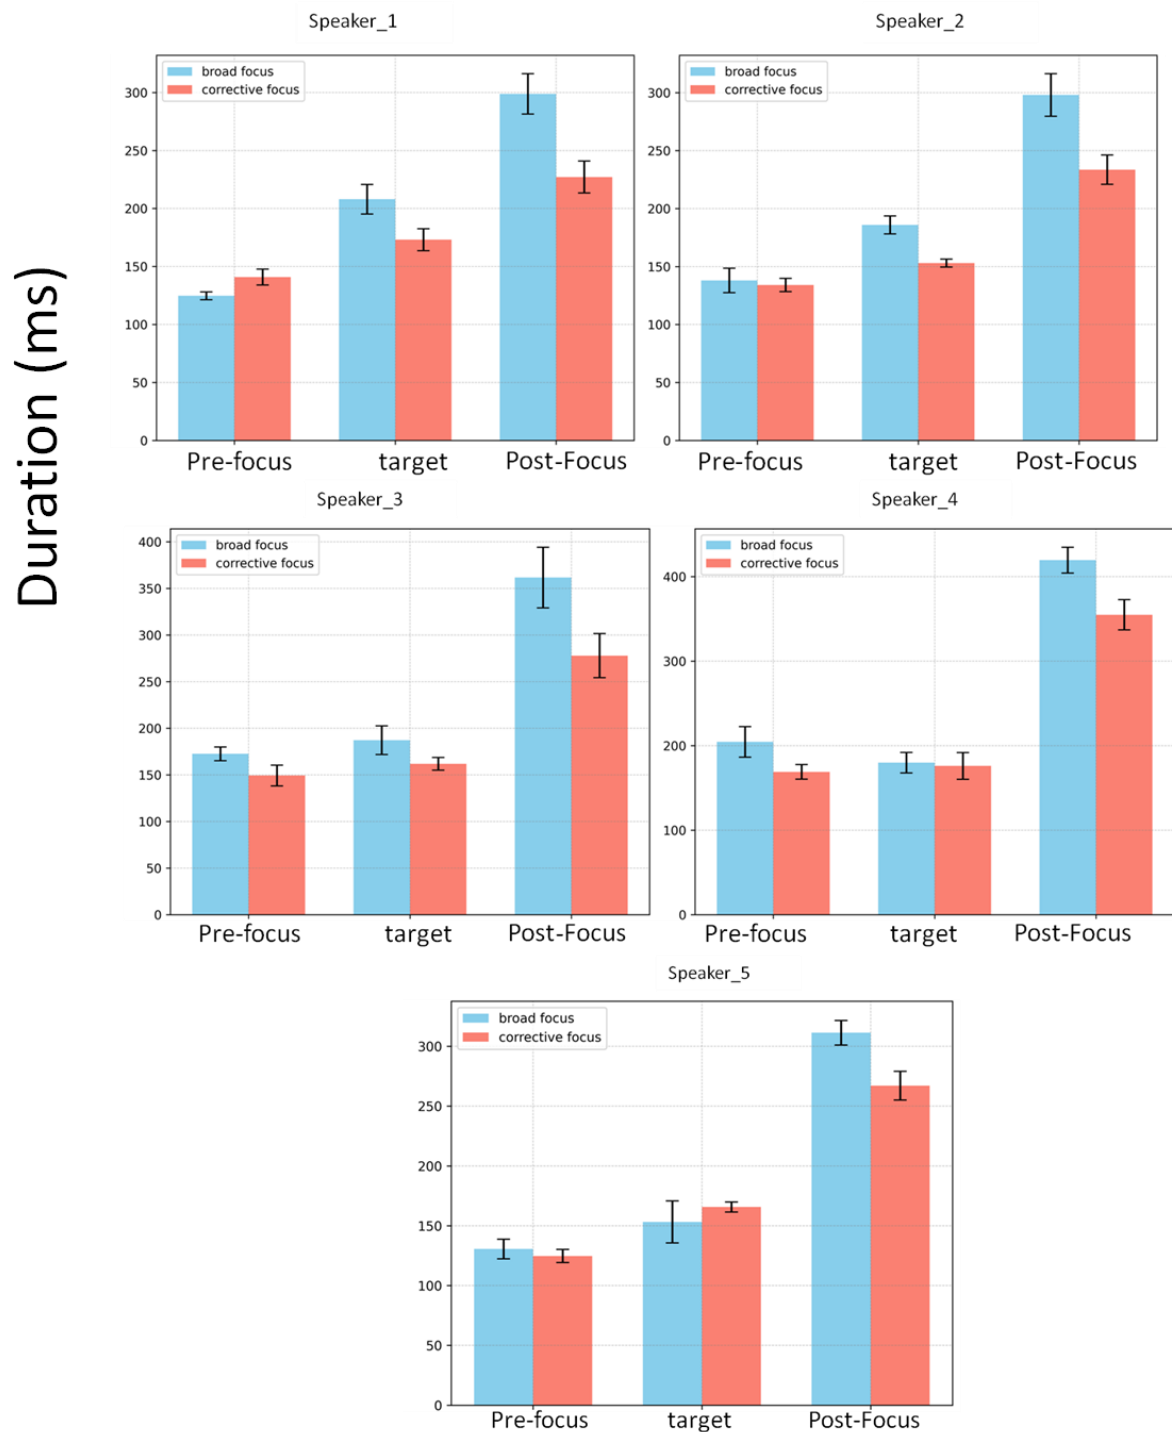 Speaker_1
Speaker_2
Duration (ms)
broad focus
corrective focus
300
250
200
150
100
50
0
Pre-focus target Post-Focus
broad focus
corrective focus
300
250
200
150
100
50
0
Pre-focus target Post-Focus
Speaker_3
Speaker_4
broad focus
corrective focus
400
350
300
250
200
150
100
50
0
Pre-focus target Post-Focus
broad focus
corrective focus
400
300
200
100
0
Pre-focus target Post-Focus
Speaker_5
broad focus
corrective focus
300
250
200
150
100
50
0
Pre-focus target Post-Focus